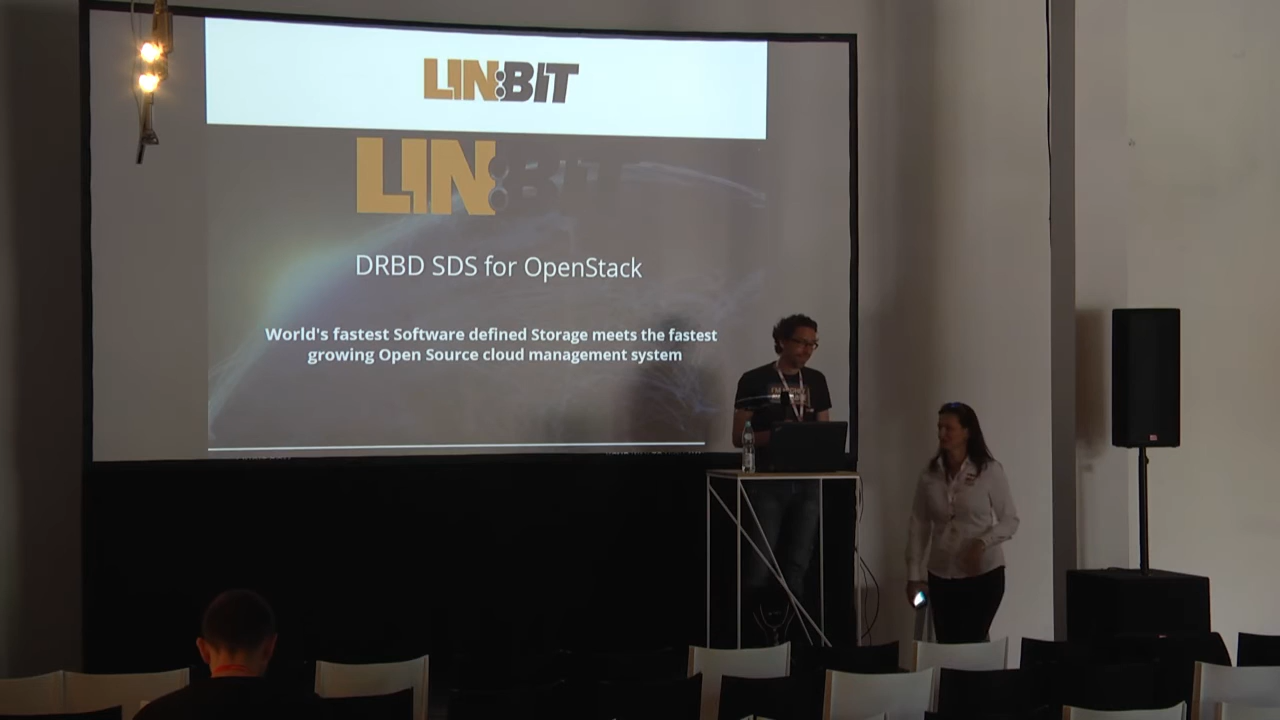 LINBIT
LINBIT
DRBD SDS for OpenStack
World's fastest Software defined Storage meets the fastest
growing Open Source cloud management system